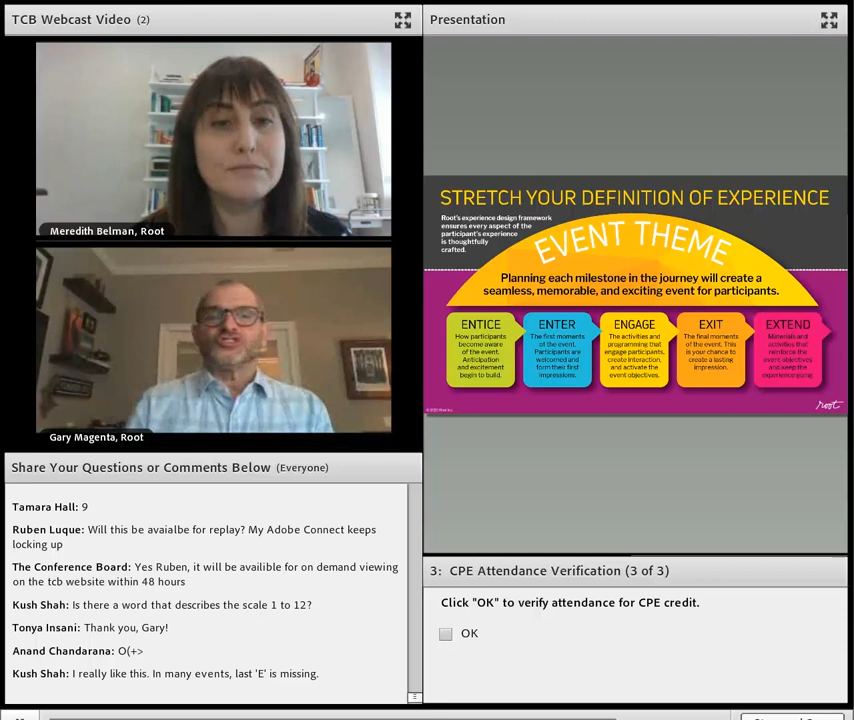 TCB Webcast Video (2)
Meredith Belman, Root
Gary Magenta, Root
Share Your Questions or Comments Below (Everyone)
Tamara Hall: 9
Ruben Luque: Will this be avaialbe for replay? My Adobe Connect keeps
locking up
The Conference Board: Yes Ruben, it will be availible for on demand viewing
on the tcb website within 48 hours
Kush Shah: Is there a word that describes the scale 1 to 12?
Tonya Insani: Thank you, Gary!
Anand Chandarana: O(+>
Kush Shah: I really like this. In many events, last 'E' is missing.
Presentation
STRETCH YOUR DEFINITION OF EXPERIENCE
Root's experience design framework
ensures every aspect of the
participant's experience
is thoughtfully
crafted.
EVENT THEME
Planning each milestone in the journey will create a
seamless, memorable, and exciting event for participants.
ENTICE
How participants
become aware
of the event.
Anticipation
and excitement
begin to build.
ENTER
The first moments
of the event.
Participants are
welcomed and
form their first
impressions.
ENGAGE
The activities and
programming that
engage participants,
create interaction,
and activate the
event objectives.
EXIT
The final moments
of the event. This
is your chance to
create a lasting
impression.
EXTEND
Materials and
activities that
reinforce the
event objectives
and keep the
experience going.
root
3: CPE Attendance Verification (3 of 3)
Click "OK" to verify attendance for CPE credit.
OK